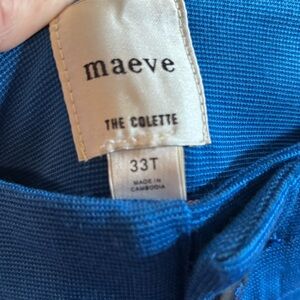 maeve
THE COLETTE
33T
MADE IN
CAMBODIA